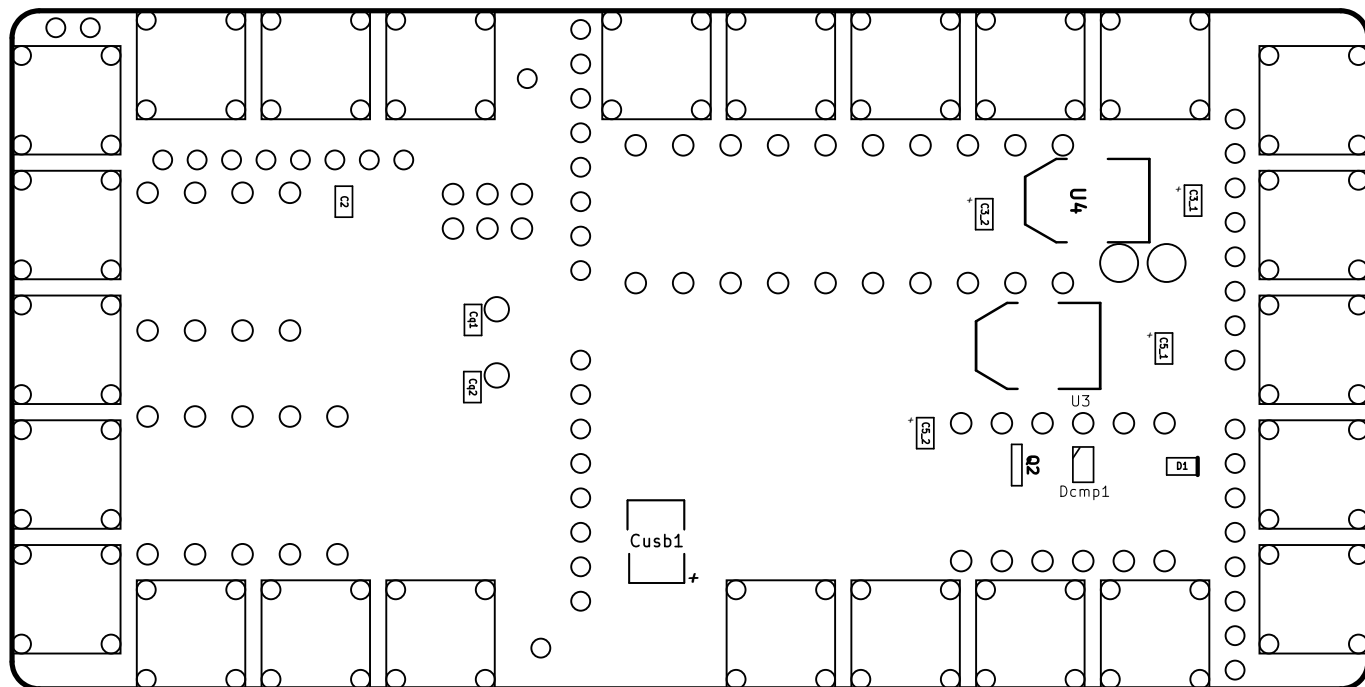 C2
C3_2
U4
C3_1
Cq1
C5_1
Cq2
U3
C5_2
Q2
D1
Dcmp1
Cusb1
+